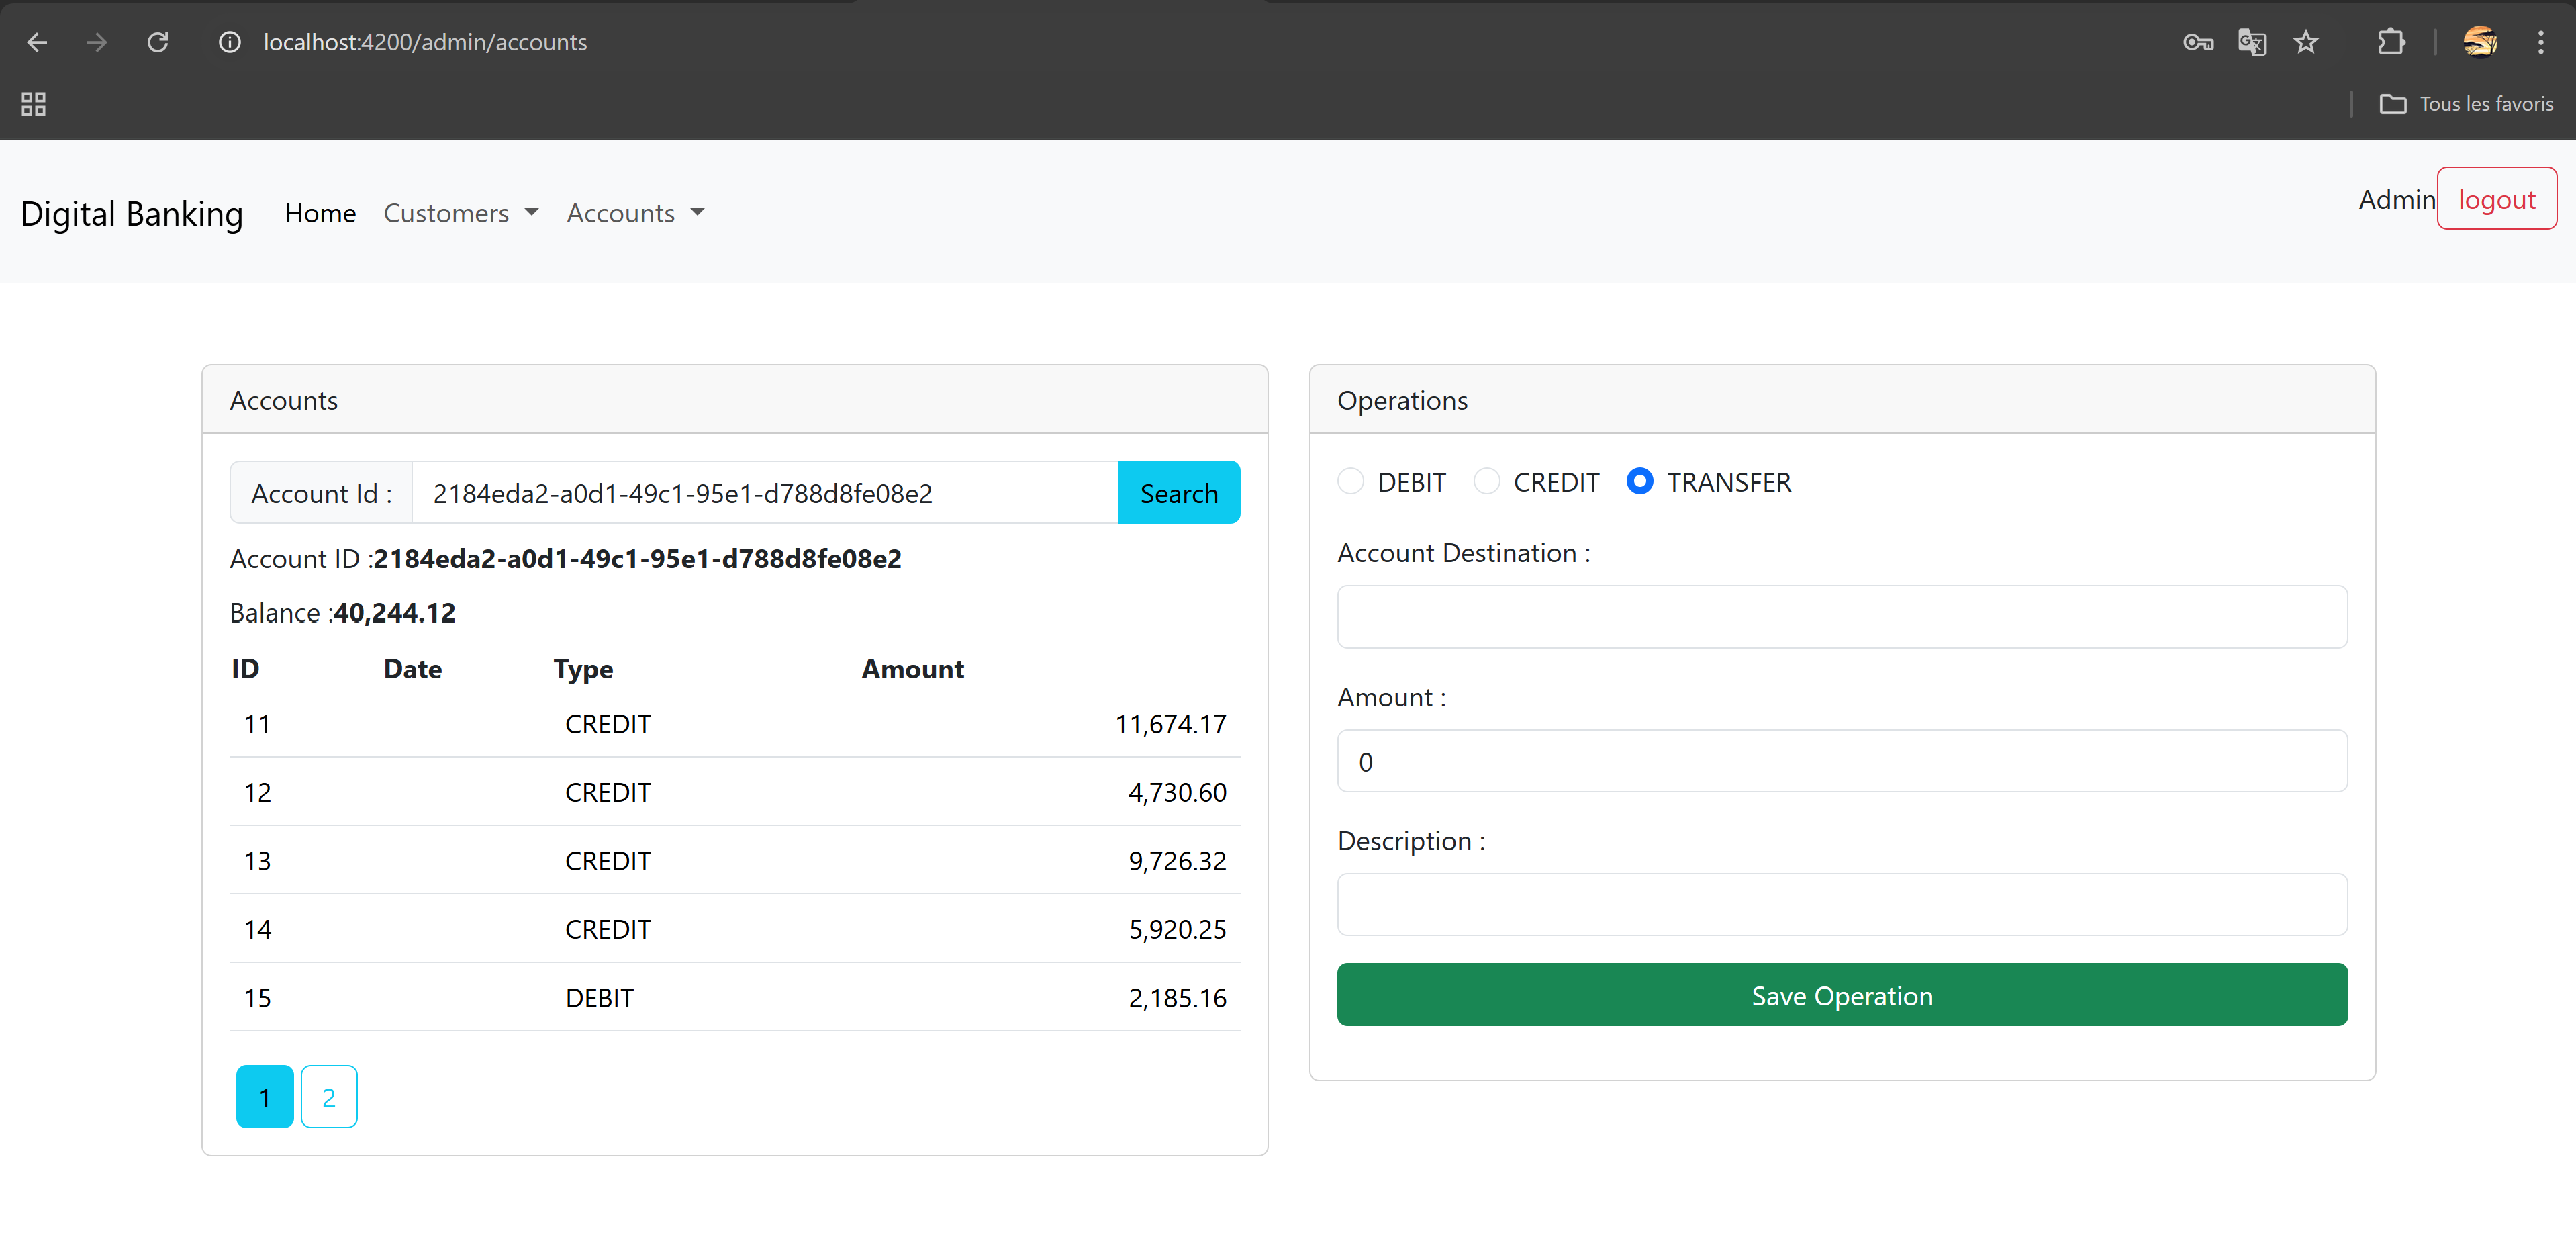 localhost:4200/admin/accounts
Tous les favoris
Digital Banking Home Customers Accounts Admin logout
Accounts
Account Id : 2184eda2-a0d1-49c1-95e1-d788d8fe08e2 Search
Account ID :2184eda2-a0d1-49c1-95e1-d788d8fe08e2
Balance :40,244.12
ID Date Type Amount
11 CREDIT 11,674.17
12 CREDIT 4,730.60
13 CREDIT 9,726.32
14 CREDIT 5,920.25
15 DEBIT 2,185.16
1 2
Operations
DEBIT CREDIT TRANSFER
Account Destination :
Amount :
0
Description :
Save Operation